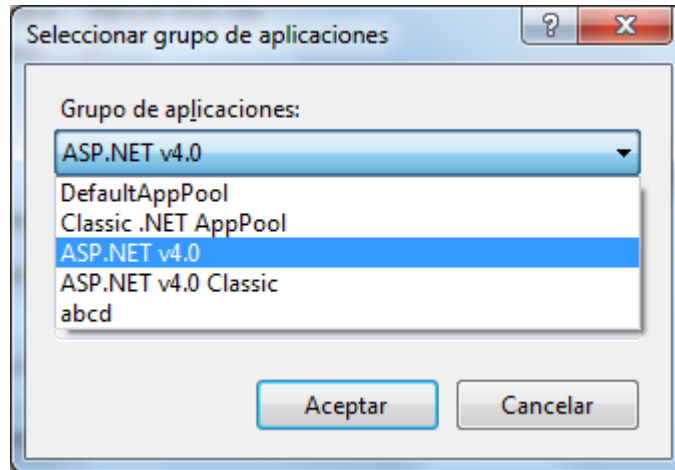 Seleccionar grupo de aplicaciones
Grupo de aplicaciones:
ASP.NET v4.0
DefaultAppPool
Classic .NET AppPool
ASP.NET v4.0
ASP.NET v4.0 Classic
abcd
Aceptar
Cancelar